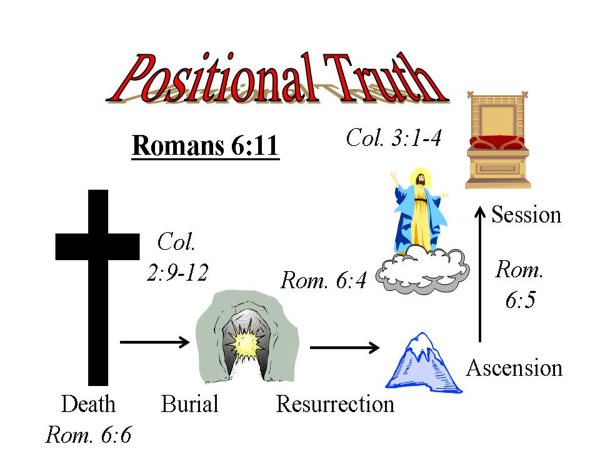 Positional Truth
Romans 6:11
Col. 3:1-4
Session
Col.
2:9-12
Rom. 6:4
Rom.
6:5
Ascension
Death
Burial
Resurrection
Rom. 6:6